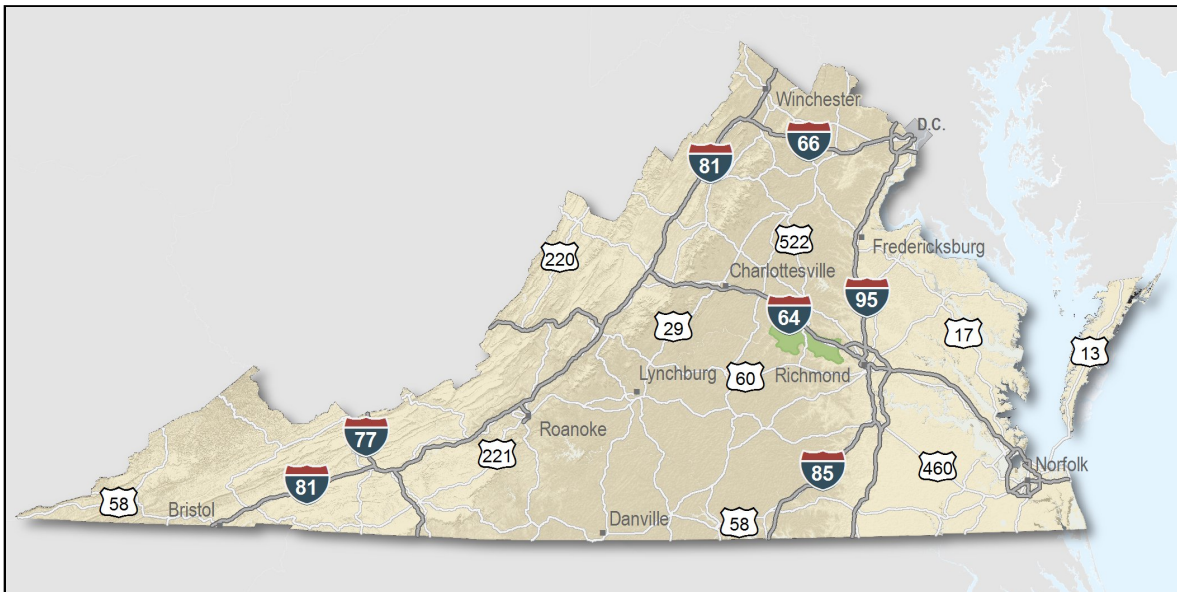 Winchester
66
D.C.
81
522
Fredericksburg
220
Charlottesville
95
64
29
17
13
Lynchburg
60
Richmond
77
Roanoke
221
85
460
Norfolk
81
58
Bristol
Danville
58